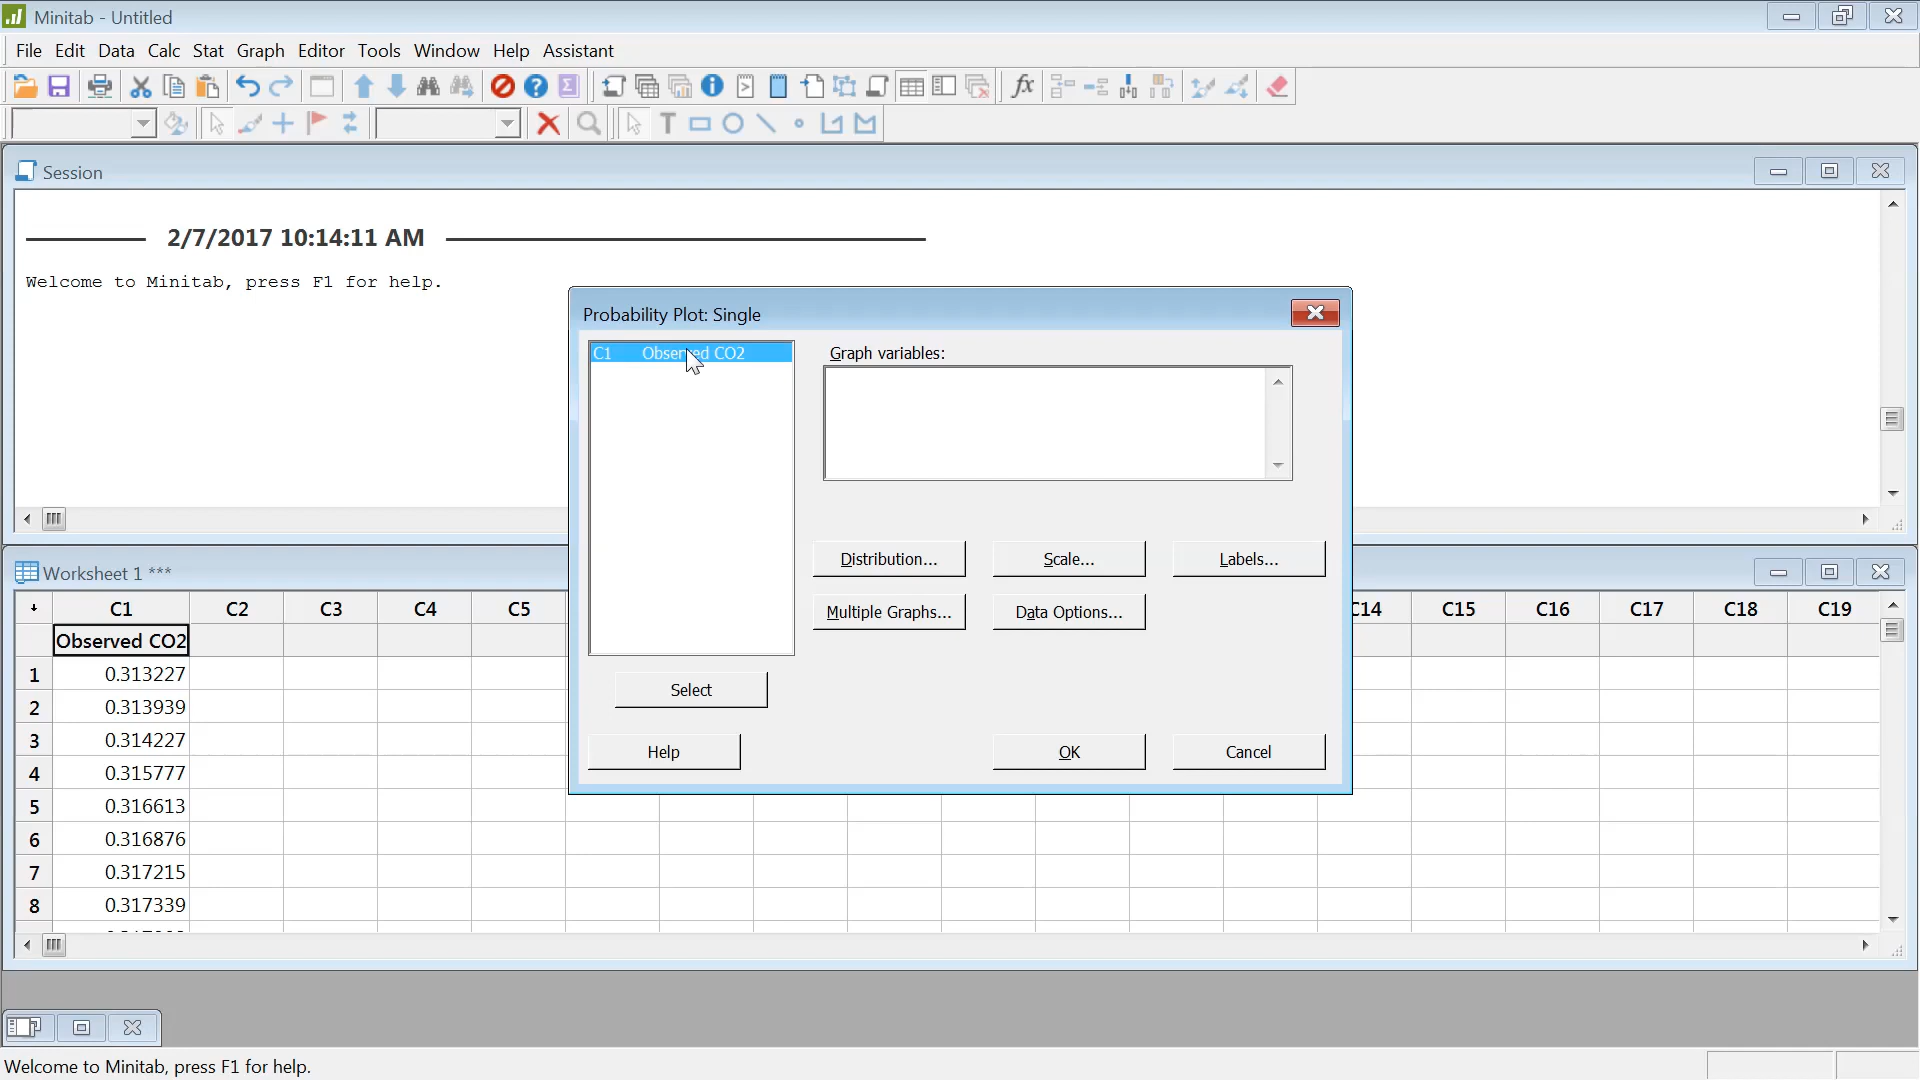 Minitab - Untitled
File Edit Data Calc Stat Graph Editor Tools Window Help Assistant
Session
2/7/2017 10:14:11 AM
Welcome to Minitab, press F1 for help.
Probability Plot: Single
C1 Observed CO2
Graph variables:
Distribution... Scale... Labels...
Multiple Graphs... Data Options...
Select
Help OK Cancel
Worksheet 1 ***
C1 C2 C3 C4 C5 C14 C15 C16 C17 C18 C19
Observed CO2
1 0.313227
2 0.313939
3 0.314227
4 0.315777
5 0.316613
6 0.316876
7 0.317215
8 0.317339
Welcome to Minitab, press F1 for help.